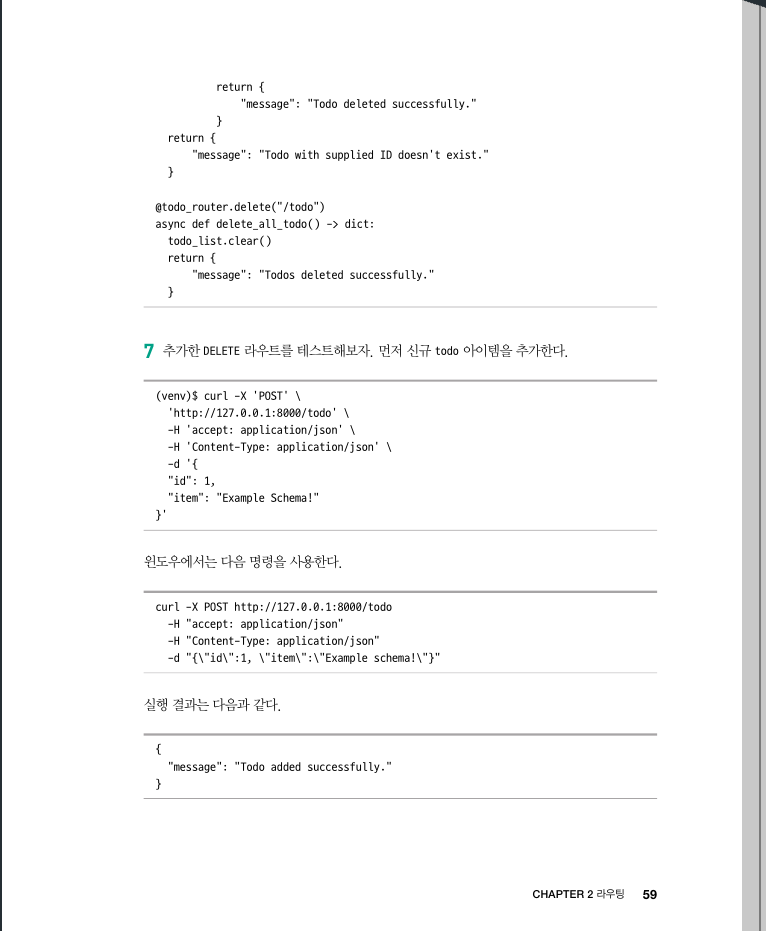 return {
"message": "Todo deleted successfully."
}
return {
"message": "Todo with supplied ID doesn't exist."
}
@todo_router.delete("/todo")
async def delete_all_todo() -> dict:
todo_list.clear()
return {
"message": "Todos deleted successfully."
}
7 추가한 DELETE 라우트를 테스트해보자. 먼저 신규 todo 아이템을 추가한다.
(venv)$ curl -X 'POST' \
'http://127.0.0.1:8000/todo' \
-H 'accept: application/json' \
-H 'Content-Type: application/json' \
-d '{
"id": 1,
"item": "Example Schema!"
}'
윈도우에서는 다음 명령을 사용한다.
curl -X POST http://127.0.0.1:8000/todo
-H "accept: application/json"
-H "Content-Type: application/json"
-d "{\"id\":1, \"item\":\"Example schema!\"}"
실행 결과는 다음과 같다.
{
"message": "Todo added successfully."
}
CHAPTER 2 라우팅 59